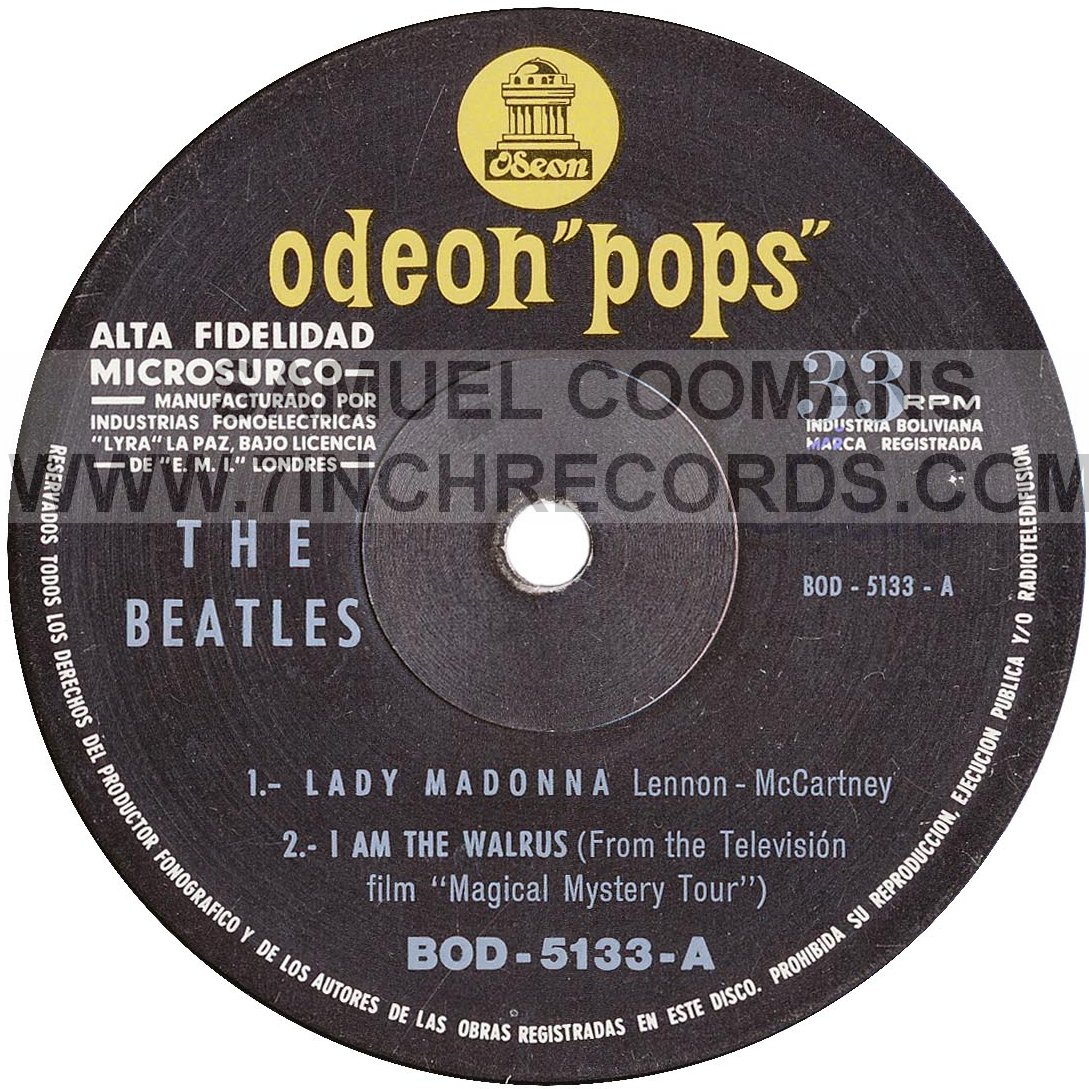 Odeon
odeon "pops"
ALTA FIDELIDAD
MICROSURCO
MANUFACTURADO POR
INDUSTRIAS FONOELECTRICAS
"LYRA" LA PAZ, BAJO LICENCIA
DE "E. M. I." LONDRES
33 RPM
INDUSTRIA BOLIVIANA
MARCA REGISTRADA
WWW.7INCHRECORDS.COM
THE
BEATLES
BOD - 5133 - A
1.- LADY MADONNA Lennon - McCartney
2.- I AM THE WALRUS (From the Televisión
film "Magical Mystery Tour")
BOD - 5133 - A
RESERVADOS TODOS LOS DERECHOS DEL PRODUCTOR FONOGRAFICO Y DE LOS AUTORES DE LAS OBRAS REGISTRADAS EN ESTE DISCO. PROHIBIDA SU REPRODUCCION, EJECUCION PUBLICA Y/O RADIOTELEDIFUSION